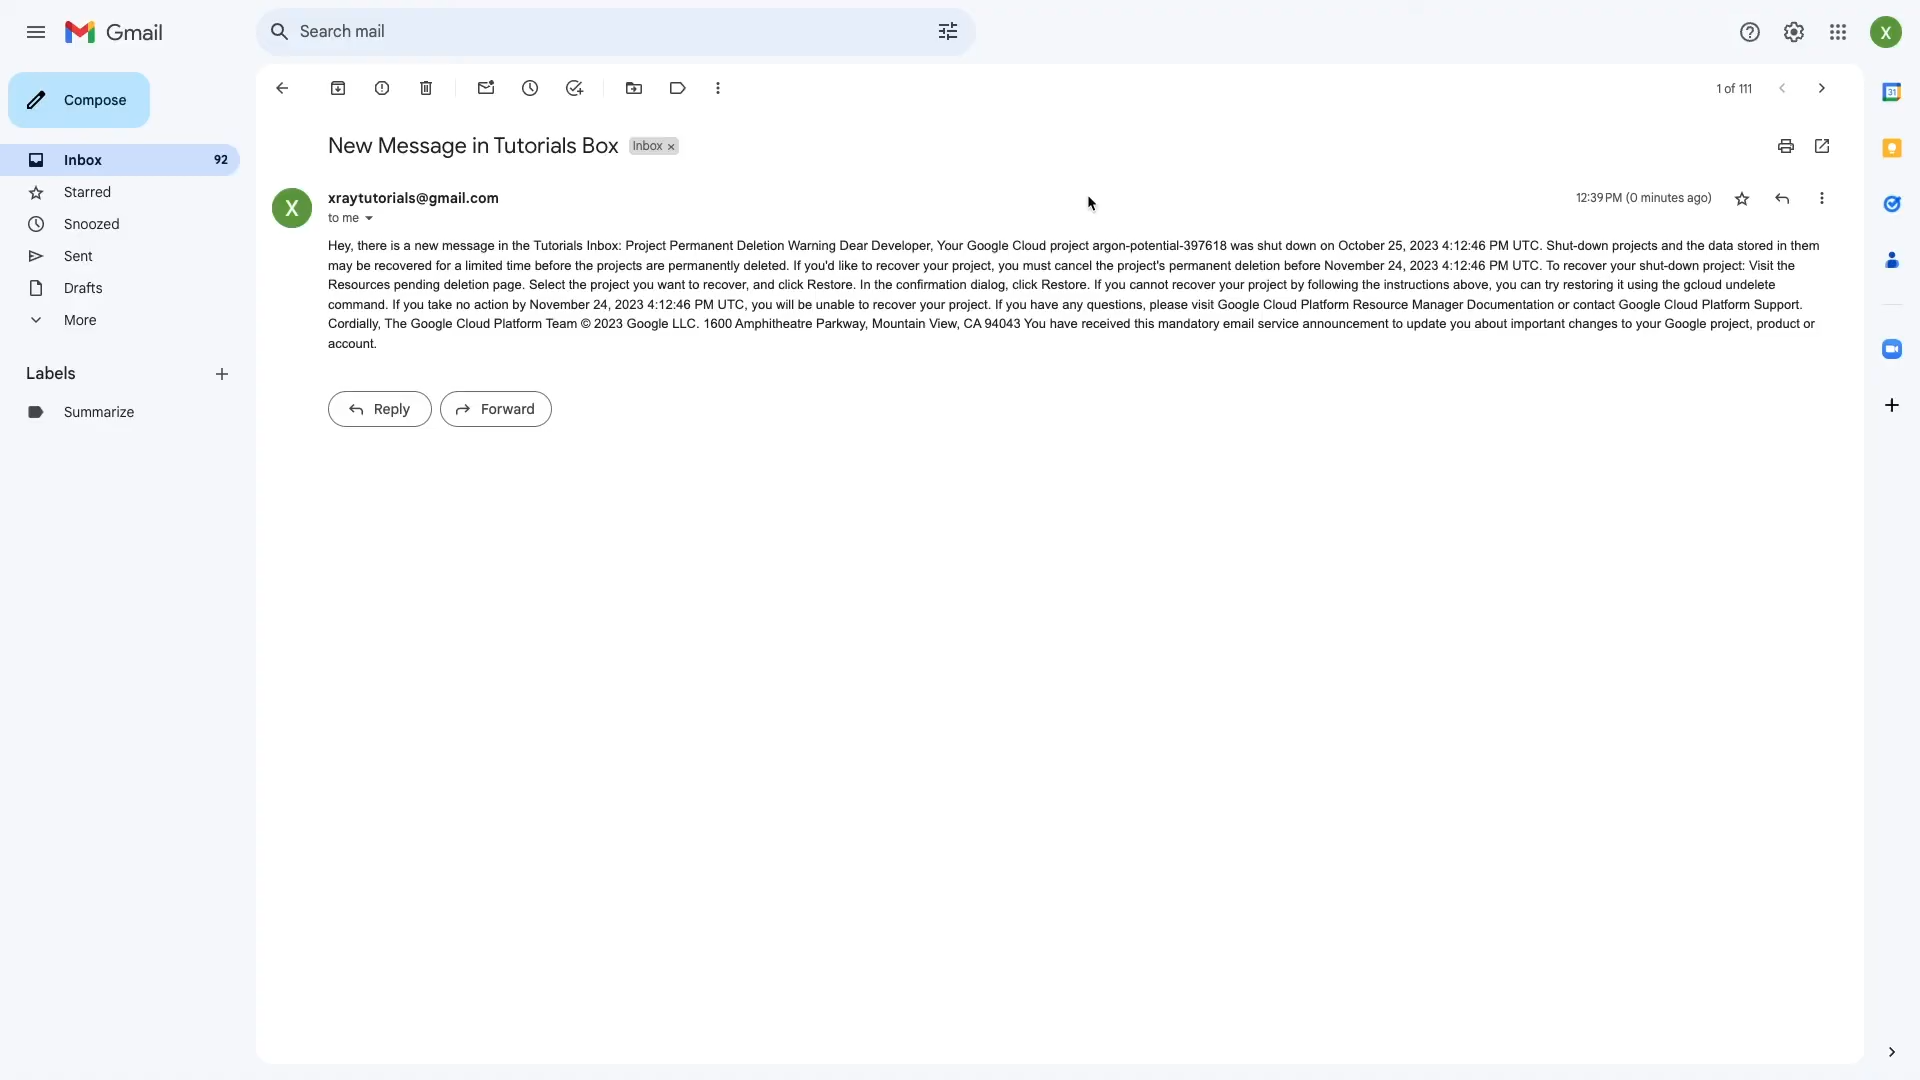 Gmail
Search mail
X
Compose
1 of 111
31
New Message in Tutorials Box Inbox x
Inbox 92
Starred
Snoozed
Sent
Drafts
More
Labels
Summarize
X
xraytutorials@gmail.com
12:39 PM (0 minutes ago)
to me
Hey, there is a new message in the Tutorials Inbox: Project Permanent Deletion Warning Dear Developer, Your Google Cloud project argon-potential-397618 was shut down on October 25, 2023 4:12:46 PM UTC. Shut-down projects and the data stored in them
may be recovered for a limited time before the projects are permanently deleted. If you'd like to recover your project, you must cancel the project's permanent deletion before November 24, 2023 4:12:46 PM UTC. To recover your shut-down project: Visit the
Resources pending deletion page. Select the project you want to recover, and click Restore. In the confirmation dialog, click Restore. If you cannot recover your project by following the instructions above, you can try restoring it using the gcloud undelete
command. If you take no action by November 24, 2023 4:12:46 PM UTC, you will be unable to recover your project. If you have any questions, please visit Google Cloud Platform Resource Manager Documentation or contact Google Cloud Platform Support.
Cordially, The Google Cloud Platform Team © 2023 Google LLC. 1600 Amphitheatre Parkway, Mountain View, CA 94043 You have received this mandatory email service announcement to update you about important changes to your Google project, product or
account.
Reply
Forward